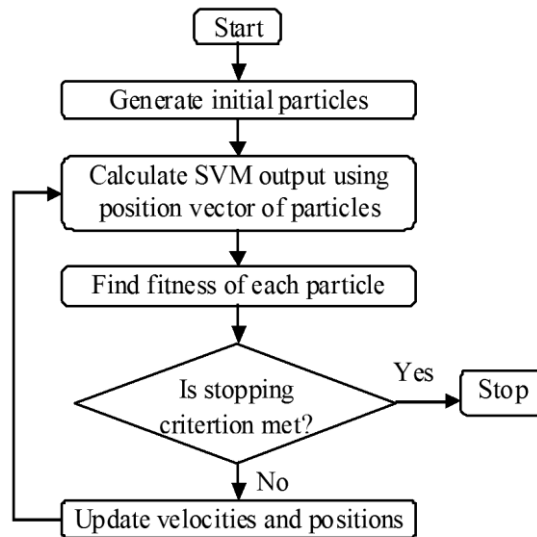 Start
Generate initial particles
Calculate SVM output using
position vector of particles
Find fitness of each particle
Is stopping
critertion met?
Yes
Stop
No
Update velocities and positions